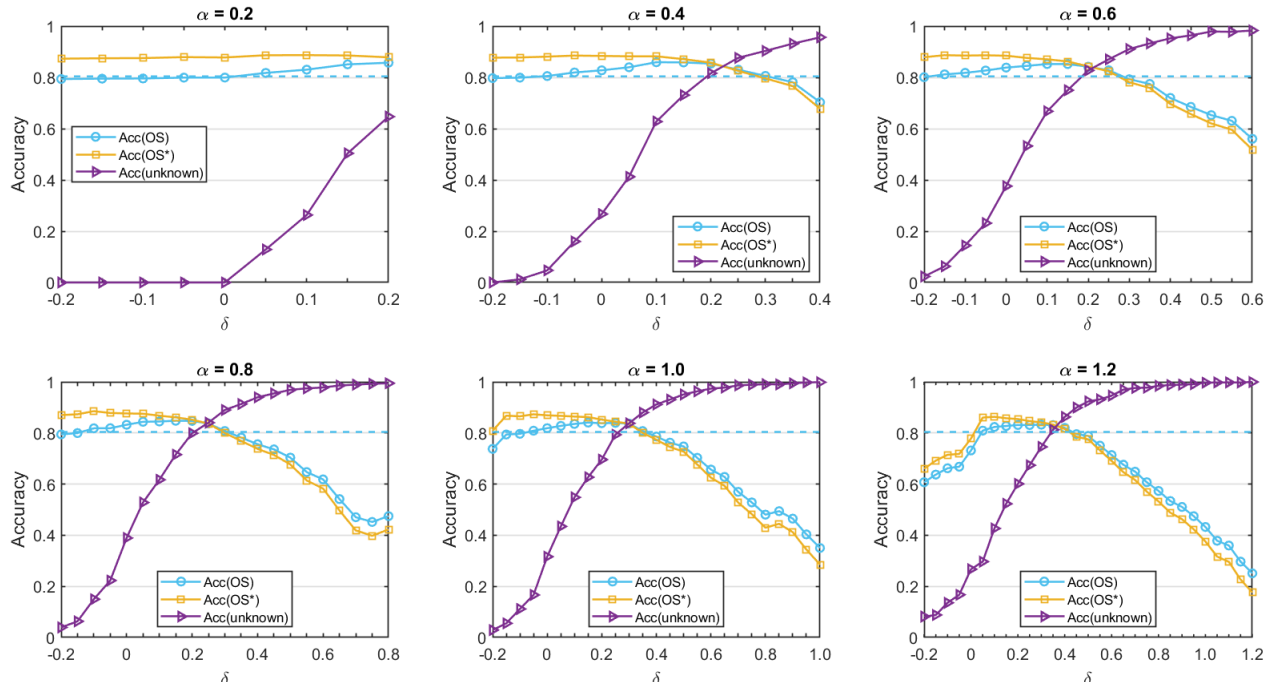 α = 0.2
1
0.8
0.6
0.4
0.2
0
Accuracy
Acc(OS)
Acc(OS*)
Acc(unknown)
-0.2 -0.1 0 0.1 0.2
δ
α = 0.4
1
0.8
0.6
0.4
0.2
0
Accuracy
Acc(OS)
Acc(OS*)
Acc(unknown)
-0.2 -0.1 0 0.1 0.2 0.3 0.4
δ
α = 0.6
1
0.8
0.6
0.4
0.2
0
Accuracy
Acc(OS)
Acc(OS*)
Acc(unknown)
-0.2 -0.1 0 0.1 0.2 0.3 0.4 0.5 0.6
δ
α = 0.8
1
0.8
0.6
0.4
0.2
0
Accuracy
Acc(OS)
Acc(OS*)
Acc(unknown)
-0.2 0 0.2 0.4 0.6 0.8
δ
α = 1.0
1
0.8
0.6
0.4
0.2
0
Accuracy
Acc(OS)
Acc(OS*)
Acc(unknown)
-0.2 0 0.2 0.4 0.6 0.8 1.0
δ
α = 1.2
1
0.8
0.6
0.4
0.2
0
Accuracy
Acc(OS)
Acc(OS*)
Acc(unknown)
-0.2 0 0.2 0.4 0.6 0.8 1.0 1.2
δ